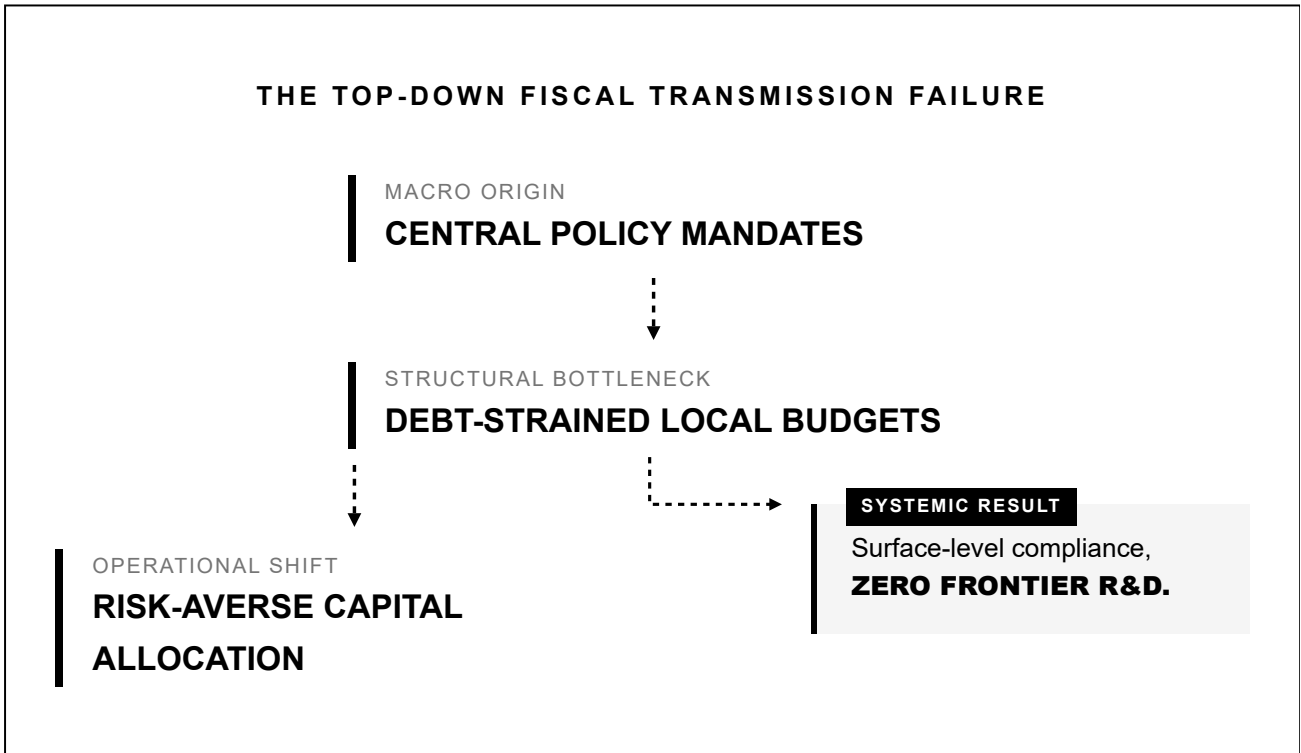 THE TOP-DOWN FISCAL TRANSMISSION FAILURE
MACRO ORIGIN
CENTRAL POLICY MANDATES
STRUCTURAL BOTTLENECK
DEBT-STRAINED LOCAL BUDGETS
OPERATIONAL SHIFT
RISK-AVERSE CAPITAL
ALLOCATION
SYSTEMIC RESULT
Surface-level compliance,
ZERO FRONTIER R&D.